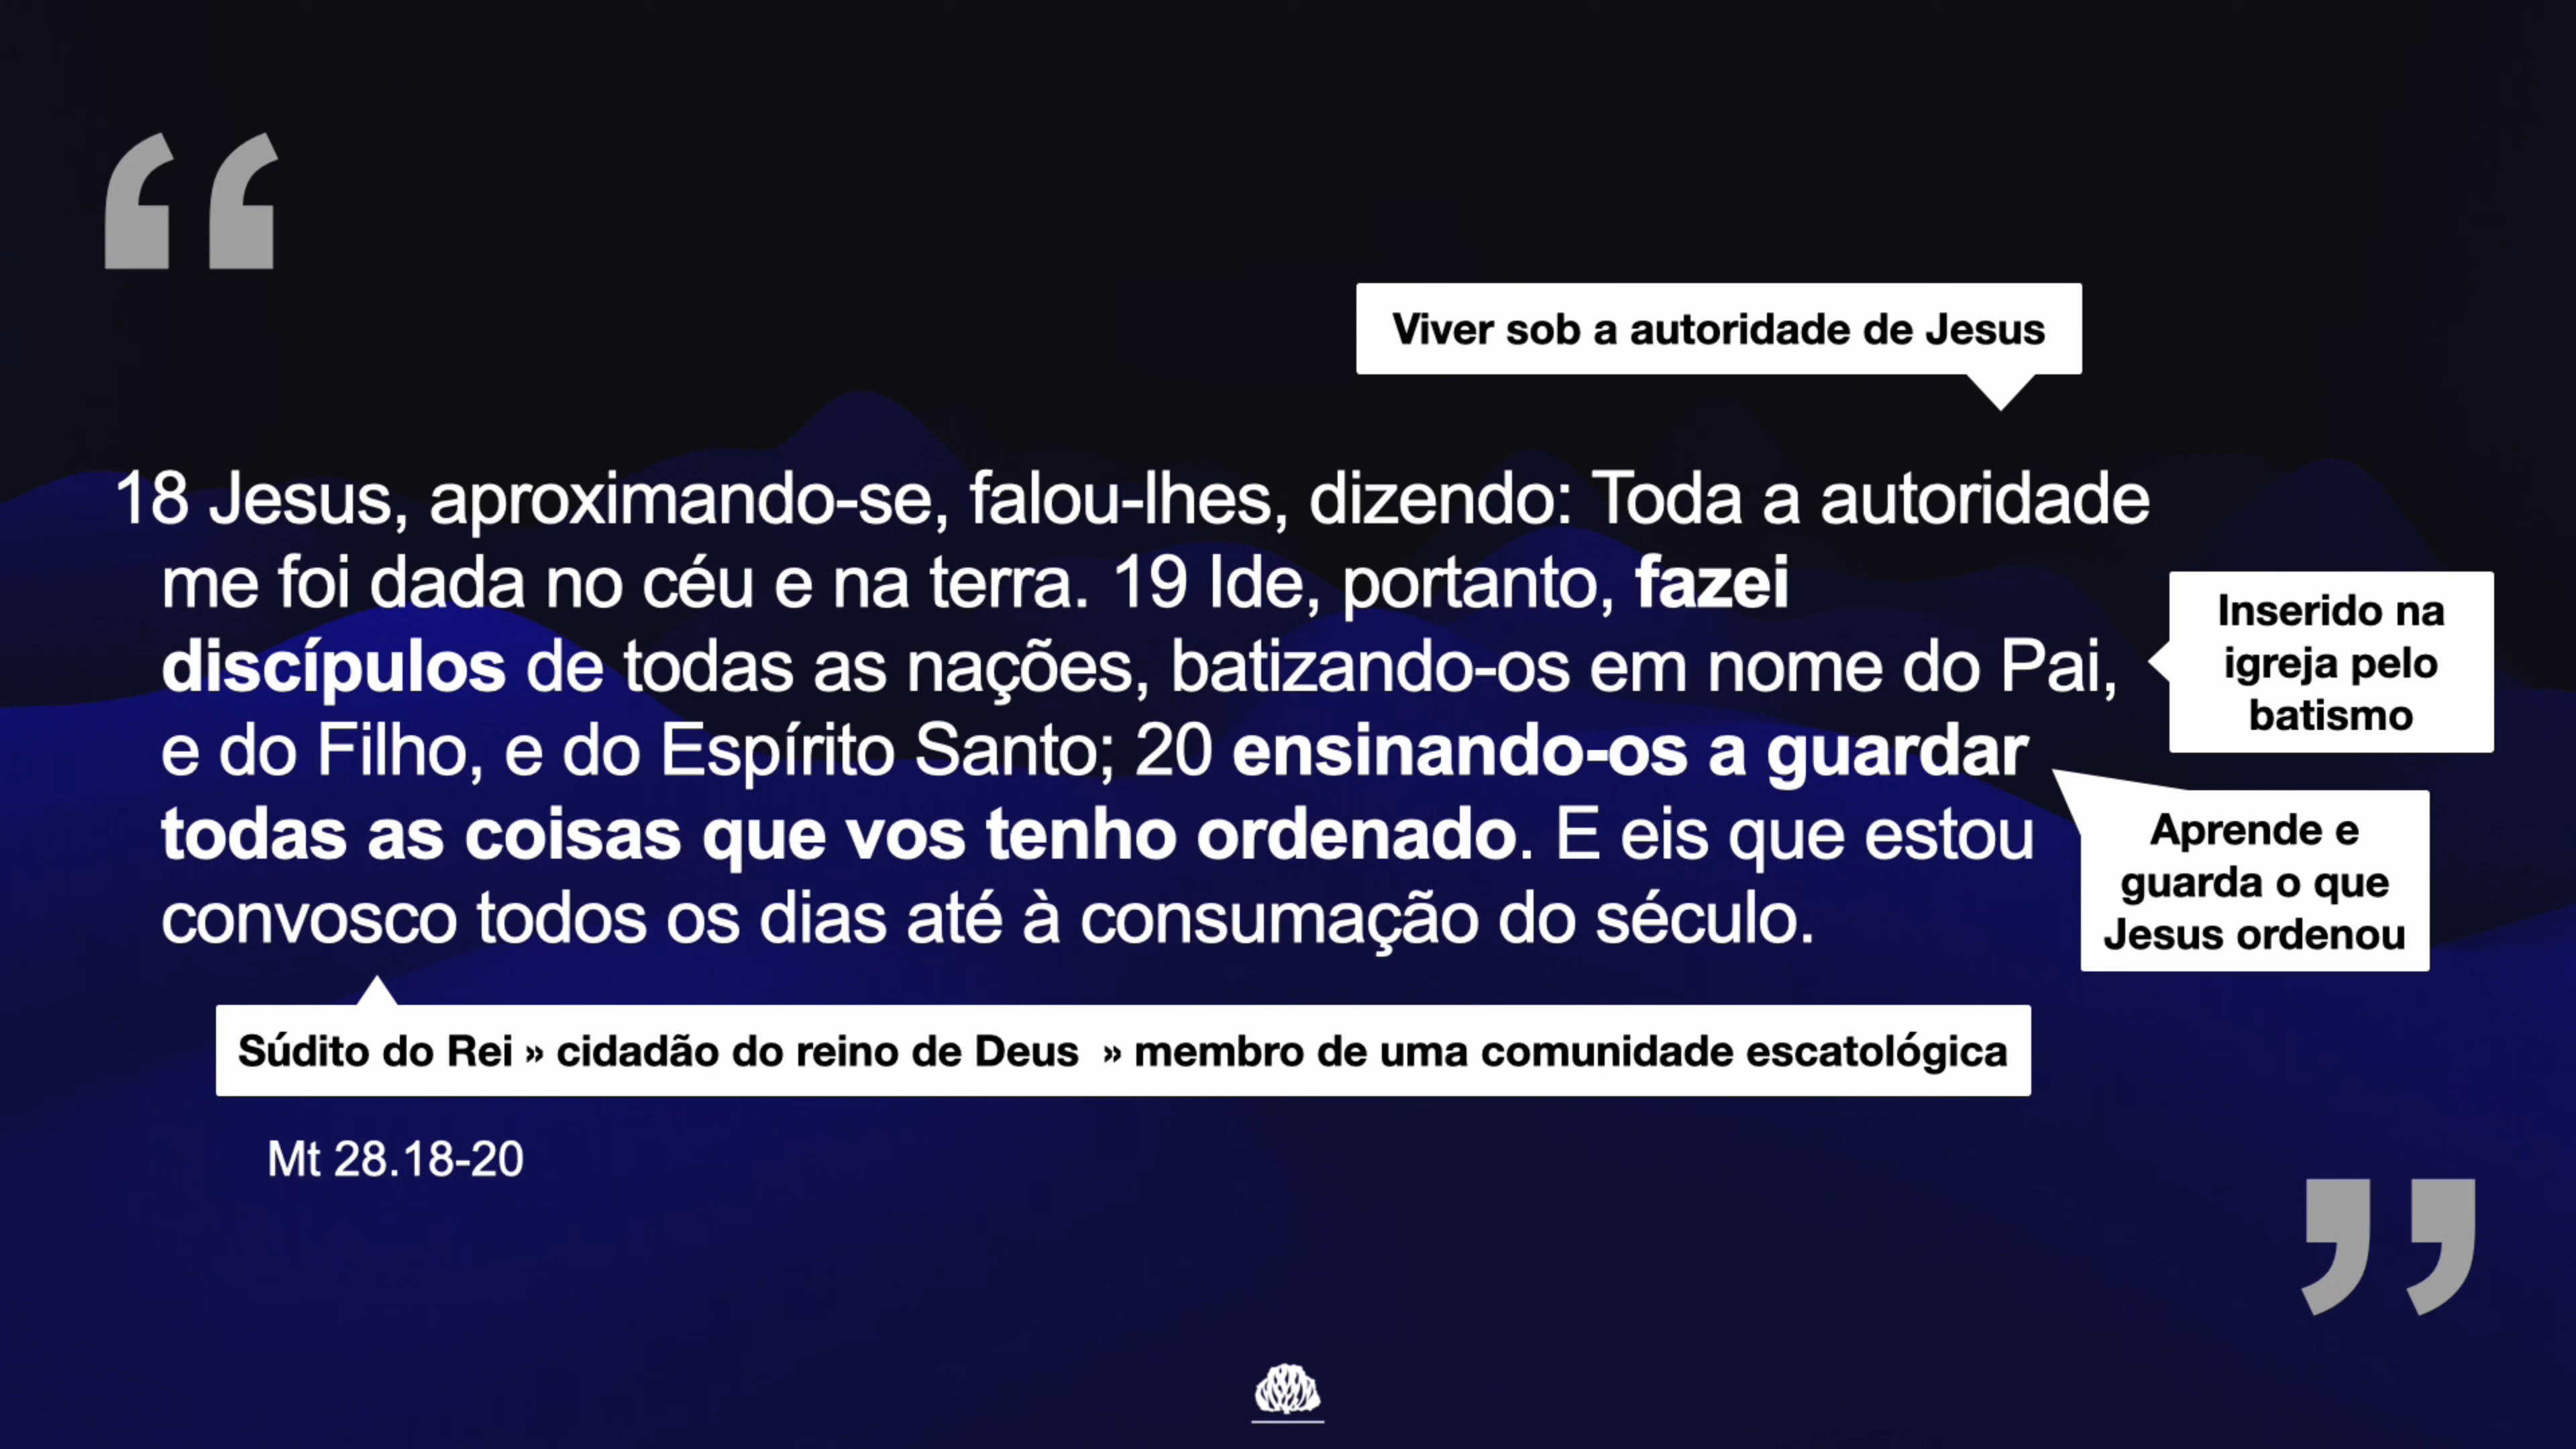 “
Viver sob a autoridade de Jesus
18 Jesus, aproximando-se, falou-lhes, dizendo: Toda a autoridade
me foi dada no céu e na terra. 19 Ide, portanto, fazei
discípulos de todas as nações, batizando-os em nome do Pai,
e do Filho, e do Espírito Santo; 20 ensinando-os a guardar
todas as coisas que vos tenho ordenado. E eis que estou
convosco todos os dias até à consumação do século.
Inserido na
igreja pelo
batismo
Aprende e
guarda o que
Jesus ordenou
Súdito do Rei » cidadão do reino de Deus » membro de uma comunidade escatológica
Mt 28.18-20
”